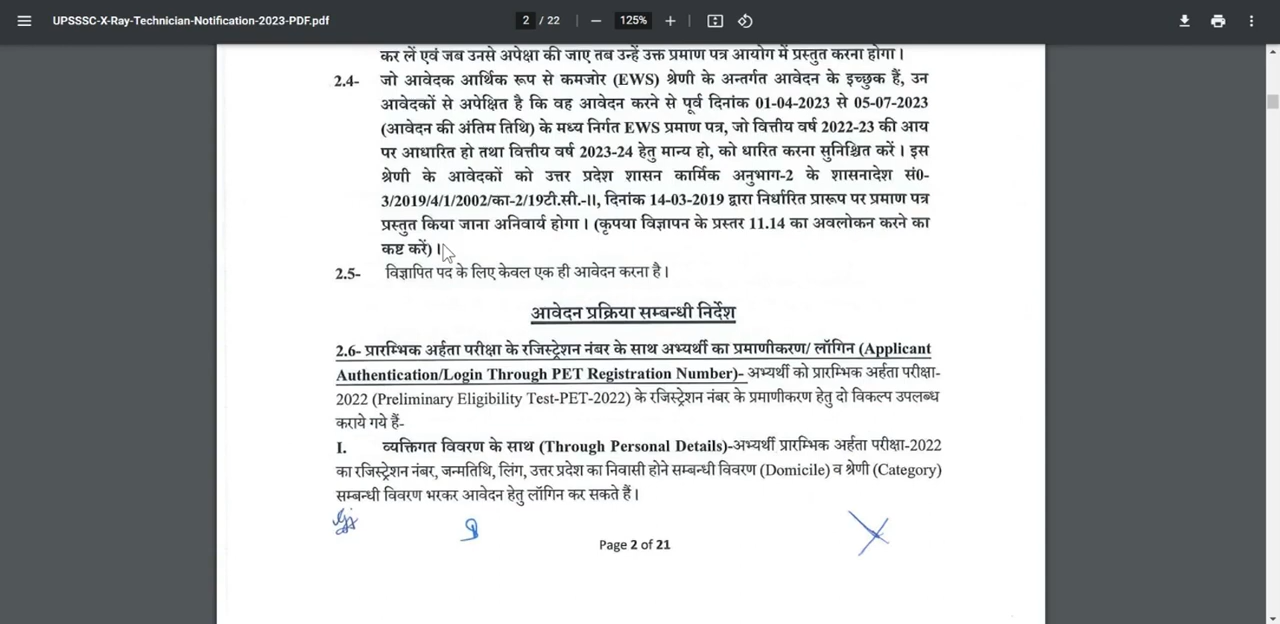 UPSSSC-X-Ray-Technician-Notification-2023-PDF.pdf
2 / 22
125%
कर लें एवं जब उनसे अपेक्षा की जाए तब उन्हें उक्त प्रमाण पत्र आयोग में प्रस्तुत करना होगा।
2.4- जो आवेदक आर्थिक रूप से कमजोर (EWS) श्रेणी के अन्तर्गत आवेदन के इच्छुक हैं, उन
आवेदकों से अपेक्षित है कि वह आवेदन करने से पूर्व दिनांक 01-04-2023 से 05-07-2023
(आवेदन की अंतिम तिथि) के मध्य निर्गत EWS प्रमाण पत्र, जो वित्तीय वर्ष 2022-23 की आय
पर आधारित हो तथा वित्तीय वर्ष 2023-24 हेतु मान्य हो, को धारित करना सुनिश्चित करें। इस
श्रेणी के आवेदकों को उत्तर प्रदेश शासन कार्मिक अनुभाग-2 के शासनादेश सं0-
3/2019/4/1/2002/का-2/19टी.सी.-II, दिनांक 14-03-2019 द्वारा निर्धारित प्रारूप पर प्रमाण पत्र
प्रस्तुत किया जाना अनिवार्य होगा। (कृपया विज्ञापन के प्रस्तर 11.14 का अवलोकन करने का
कष्ट करें)।
2.5- विज्ञापित पद के लिए केवल एक ही आवेदन करना है।
आवेदन प्रक्रिया सम्बन्धी निर्देश
2.6- प्रारम्भिक अर्हता परीक्षा के रजिस्ट्रेशन नंबर के साथ अभ्यर्थी का प्रमाणीकरण/ लॉगिन (Applicant
Authentication/Login Through PET Registration Number)- अभ्यर्थी को प्रारम्भिक अर्हता परीक्षा-
2022 (Preliminary Eligibility Test-PET-2022) के रजिस्ट्रेशन नंबर के प्रमाणीकरण हेतु दो विकल्प उपलब्ध
कराये गये हैं-
I. व्यक्तिगत विवरण के साथ (Through Personal Details)-अभ्यर्थी प्रारम्भिक अर्हता परीक्षा-2022
का रजिस्ट्रेशन नंबर, जन्मतिथि, लिंग, उत्तर प्रदेश का निवासी होने सम्बन्धी विवरण (Domicile) व श्रेणी (Category)
सम्बन्धी विवरण भरकर आवेदन हेतु लॉगिन कर सकते हैं।
Page 2 of 21